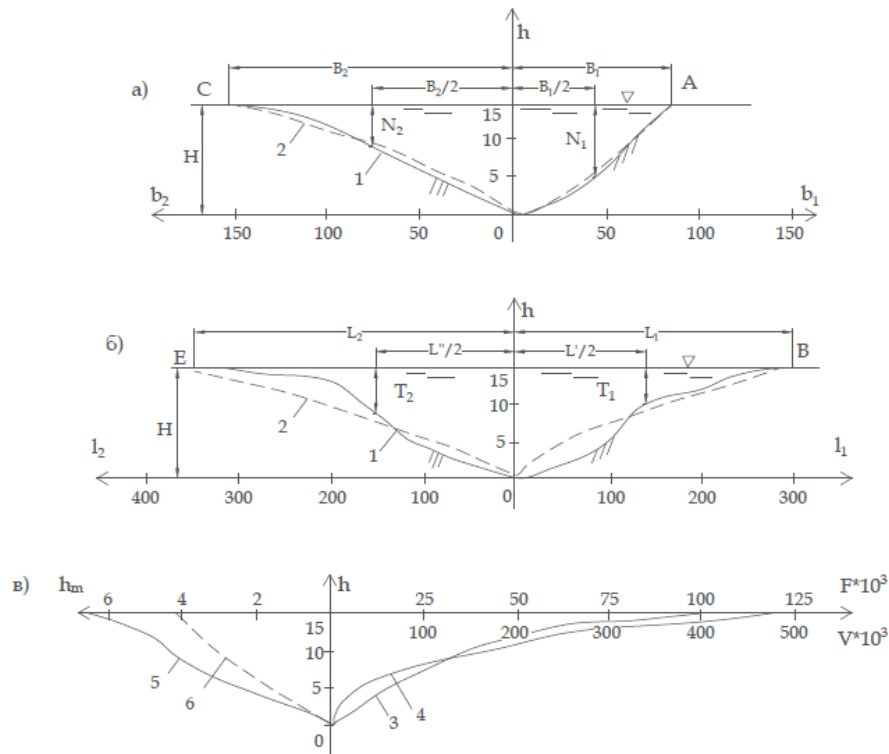 h
B₂
B₁
C
A
а)
B₂/2
B₁/2
15
N₂
2
10
N₁
H
1
5
b₂
b₁
150
100
50
0
50
100
150
h
L₂
L₁
б)
E
L''/2
L'/2
B
15
T₂
T₁
10
H
2
1
5
l₂
l₁
400
300
200
100
0
100
200
300
в)
hₘ
h
F*10³
6
4
2
25
50
75
100
125
15
100
200
300
400
500
V*10³
10
5
5
6
3
4
0